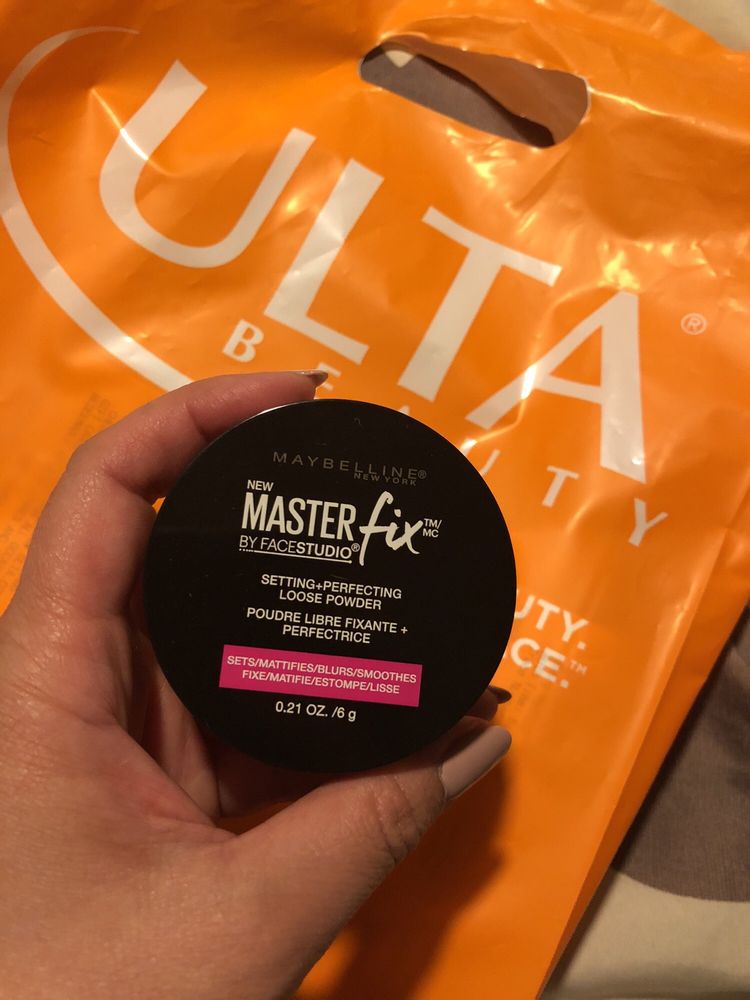 ULTA®
BEAUTY
UTY.
CE.™
MAYBELLINE®
NEW YORK
NEW
MASTER fix™/
MC
BY FACESTUDIO®
SETTING+PERFECTING
LOOSE POWDER
POUDRE LIBRE FIXANTE +
PERFECTRICE
SETS/MATTIFIES/BLURS/SMOOTHES
FIXE/MATIFIE/ESTOMPE/LISSE
0.21 OZ. /6 g